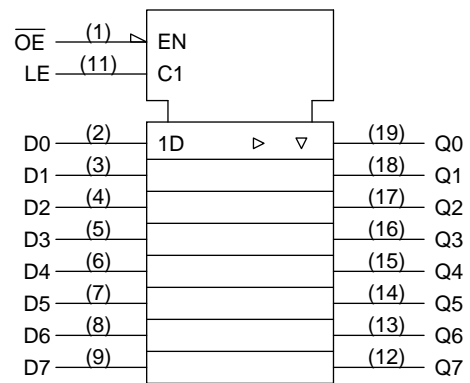 OE (1) EN
LE (11) C1
D0 (2) 1D (19) Q0
D1 (3) (18) Q1
D2 (4) (17) Q2
D3 (5) (16) Q3
D4 (6) (15) Q4
D5 (7) (14) Q5
D6 (8) (13) Q6
D7 (9) (12) Q7